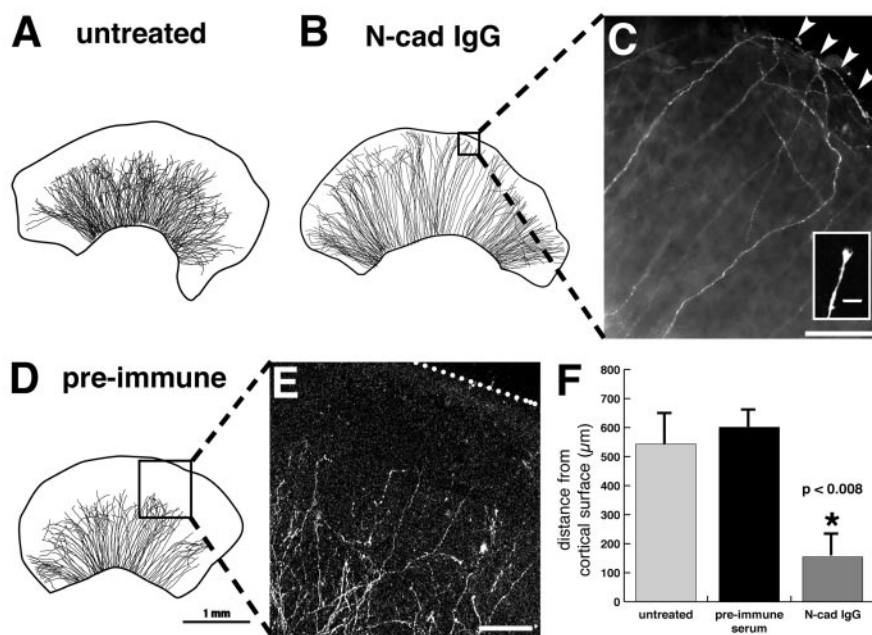 A untreated
B N-cad IgG
C
D pre-immune
1 mm
E
F
distance from
cortical surface (µm)
800
700
600
500
400
300
200
100
0
p < 0.008
*
untreated
pre-immune
serum
N-cad IgG